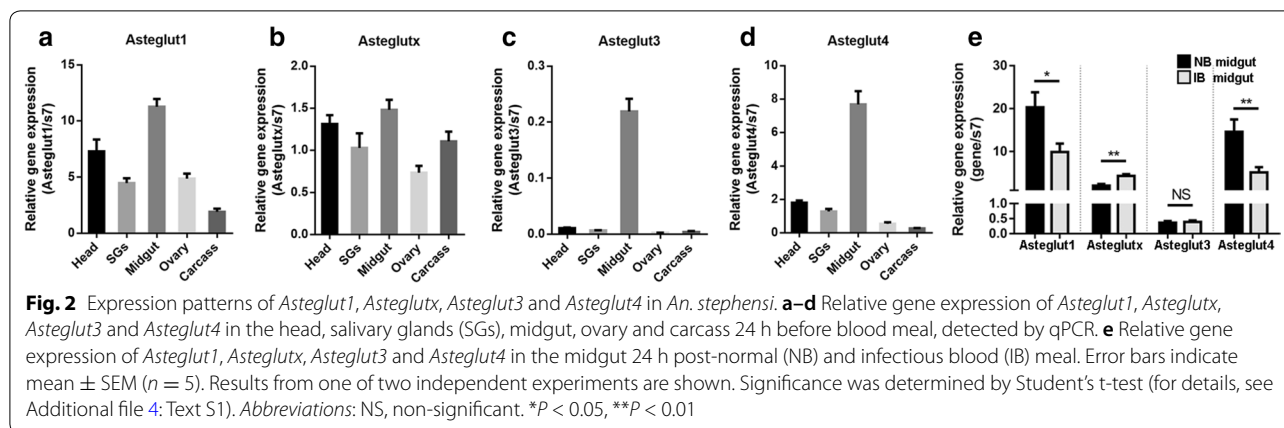 a
Asteglut1
Relative gene expression
(Asteglut1/s7)
15
10
5
0
Head
SGs
Midgut
Ovary
Carcass
b
Asteglutx
Relative gene expression
(Asteglutx/s7)
2.0
1.5
1.0
0.5
0.0
Head
SGs
Midgut
Ovary
Carcass
c
Asteglut3
Relative gene expression
(Asteglut3/s7)
0.3
0.2
0.1
0.0
Head
SGs
Midgut
Ovary
Carcass
d
Asteglut4
Relative gene expression
(Asteglut4/s7)
10
8
6
4
2
0
Head
SGs
Midgut
Ovary
Carcass
e
Relative gene expression
(gene/s7)
30
20
10
1.0
0.5
0.0
NB midgut
IB midgut
*
**
NS
**
Asteglut1
Asteglutx
Asteglut3
Asteglut4
Fig. 2 Expression patterns of Asteglut1, Asteglutx, Asteglut3 and Asteglut4 in An. stephensi. a–d Relative gene expression of Asteglut1, Asteglutx,
Asteglut3 and Asteglut4 in the head, salivary glands (SGs), midgut, ovary and carcass 24 h before blood meal, detected by qPCR. e Relative gene
expression of Asteglut1, Asteglutx, Asteglut3 and Asteglut4 in the midgut 24 h post-normal (NB) and infectious blood (IB) meal. Error bars indicate
mean ± SEM (n = 5). Results from one of two independent experiments are shown. Significance was determined by Student's t-test (for details, see
Additional file 4: Text S1). Abbreviations: NS, non-significant. *P < 0.05, **P < 0.01